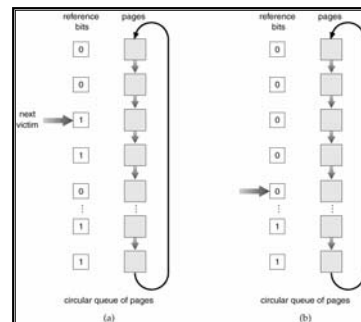 reference
bits
pages
0
0
next
victim
1
1
0
1
1
circular queue of pages
(a)
reference
bits
pages
0
0
0
0
0
1
1
circular queue of pages
(b)